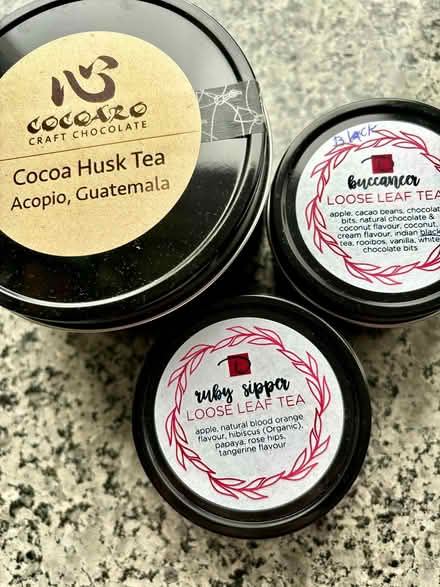 COCOARO
CRAFT CHOCOLATE
Cocoa Husk Tea
Acopio, Guatemala
Black
buccaneer
LOOSE LEAF TEA
apple, cacao beans, chocolate
bits, natural chocolate &
coconut flavour, coconut,
cream flavour, indian black
tea, rooibos, vanilla, white
chocolate bits
ruby sipper
LOOSE LEAF TEA
apple, natural blood orange
flavour, hibiscus (Organic),
papaya, rose hips,
tangerine flavour